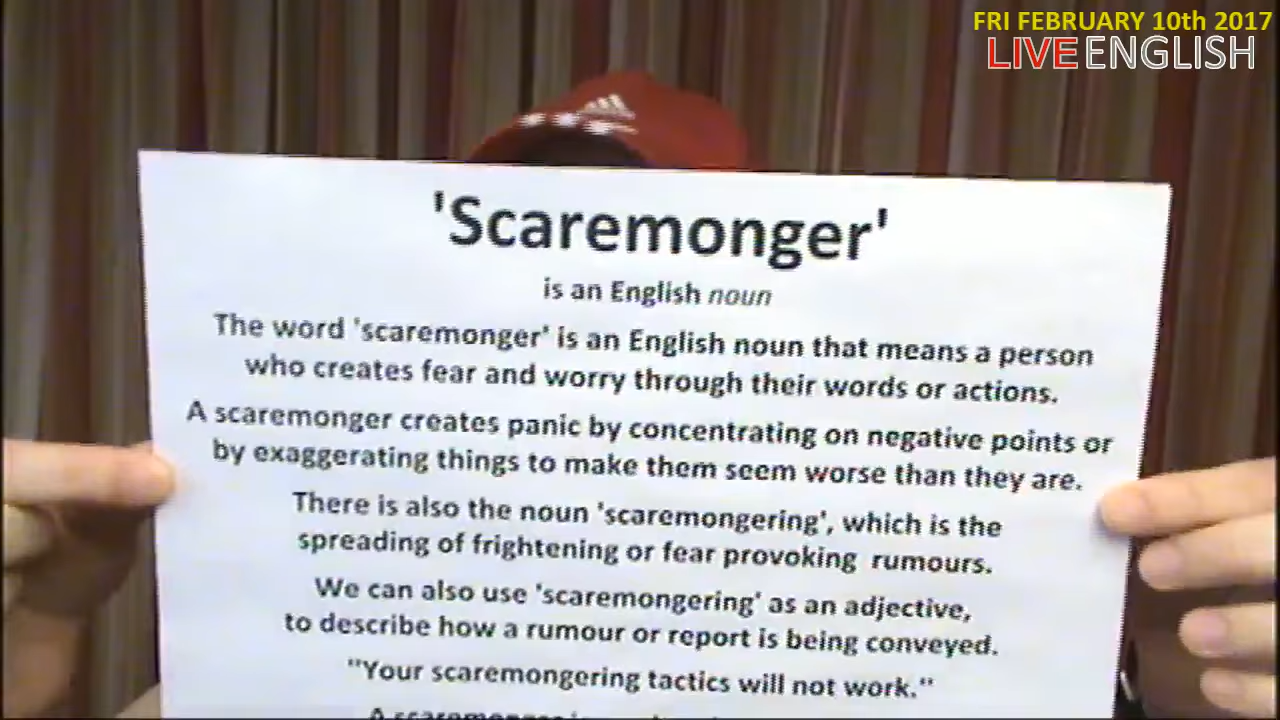 FRI FEBRUARY 10th 2017
LIVE ENGLISH
'Scaremonger'
is an English noun
The word 'scaremonger' is an English noun that means a person
who creates fear and worry through their words or actions.
A scaremonger creates panic by concentrating on negative points or
by exaggerating things to make them seem worse than they are.
There is also the noun 'scaremongering', which is the
spreading of frightening or fear provoking rumours.
We can also use 'scaremongering' as an adjective,
to describe how a rumour or report is being conveyed.
"Your scaremongering tactics will not work."
A scaremonger